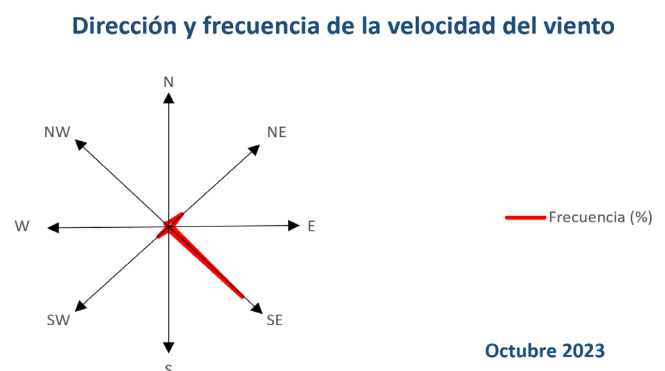 Dirección y frecuencia de la velocidad del viento
N
NW
NE
W
E
Frecuencia (%)
SW
SE
S
Octubre 2023